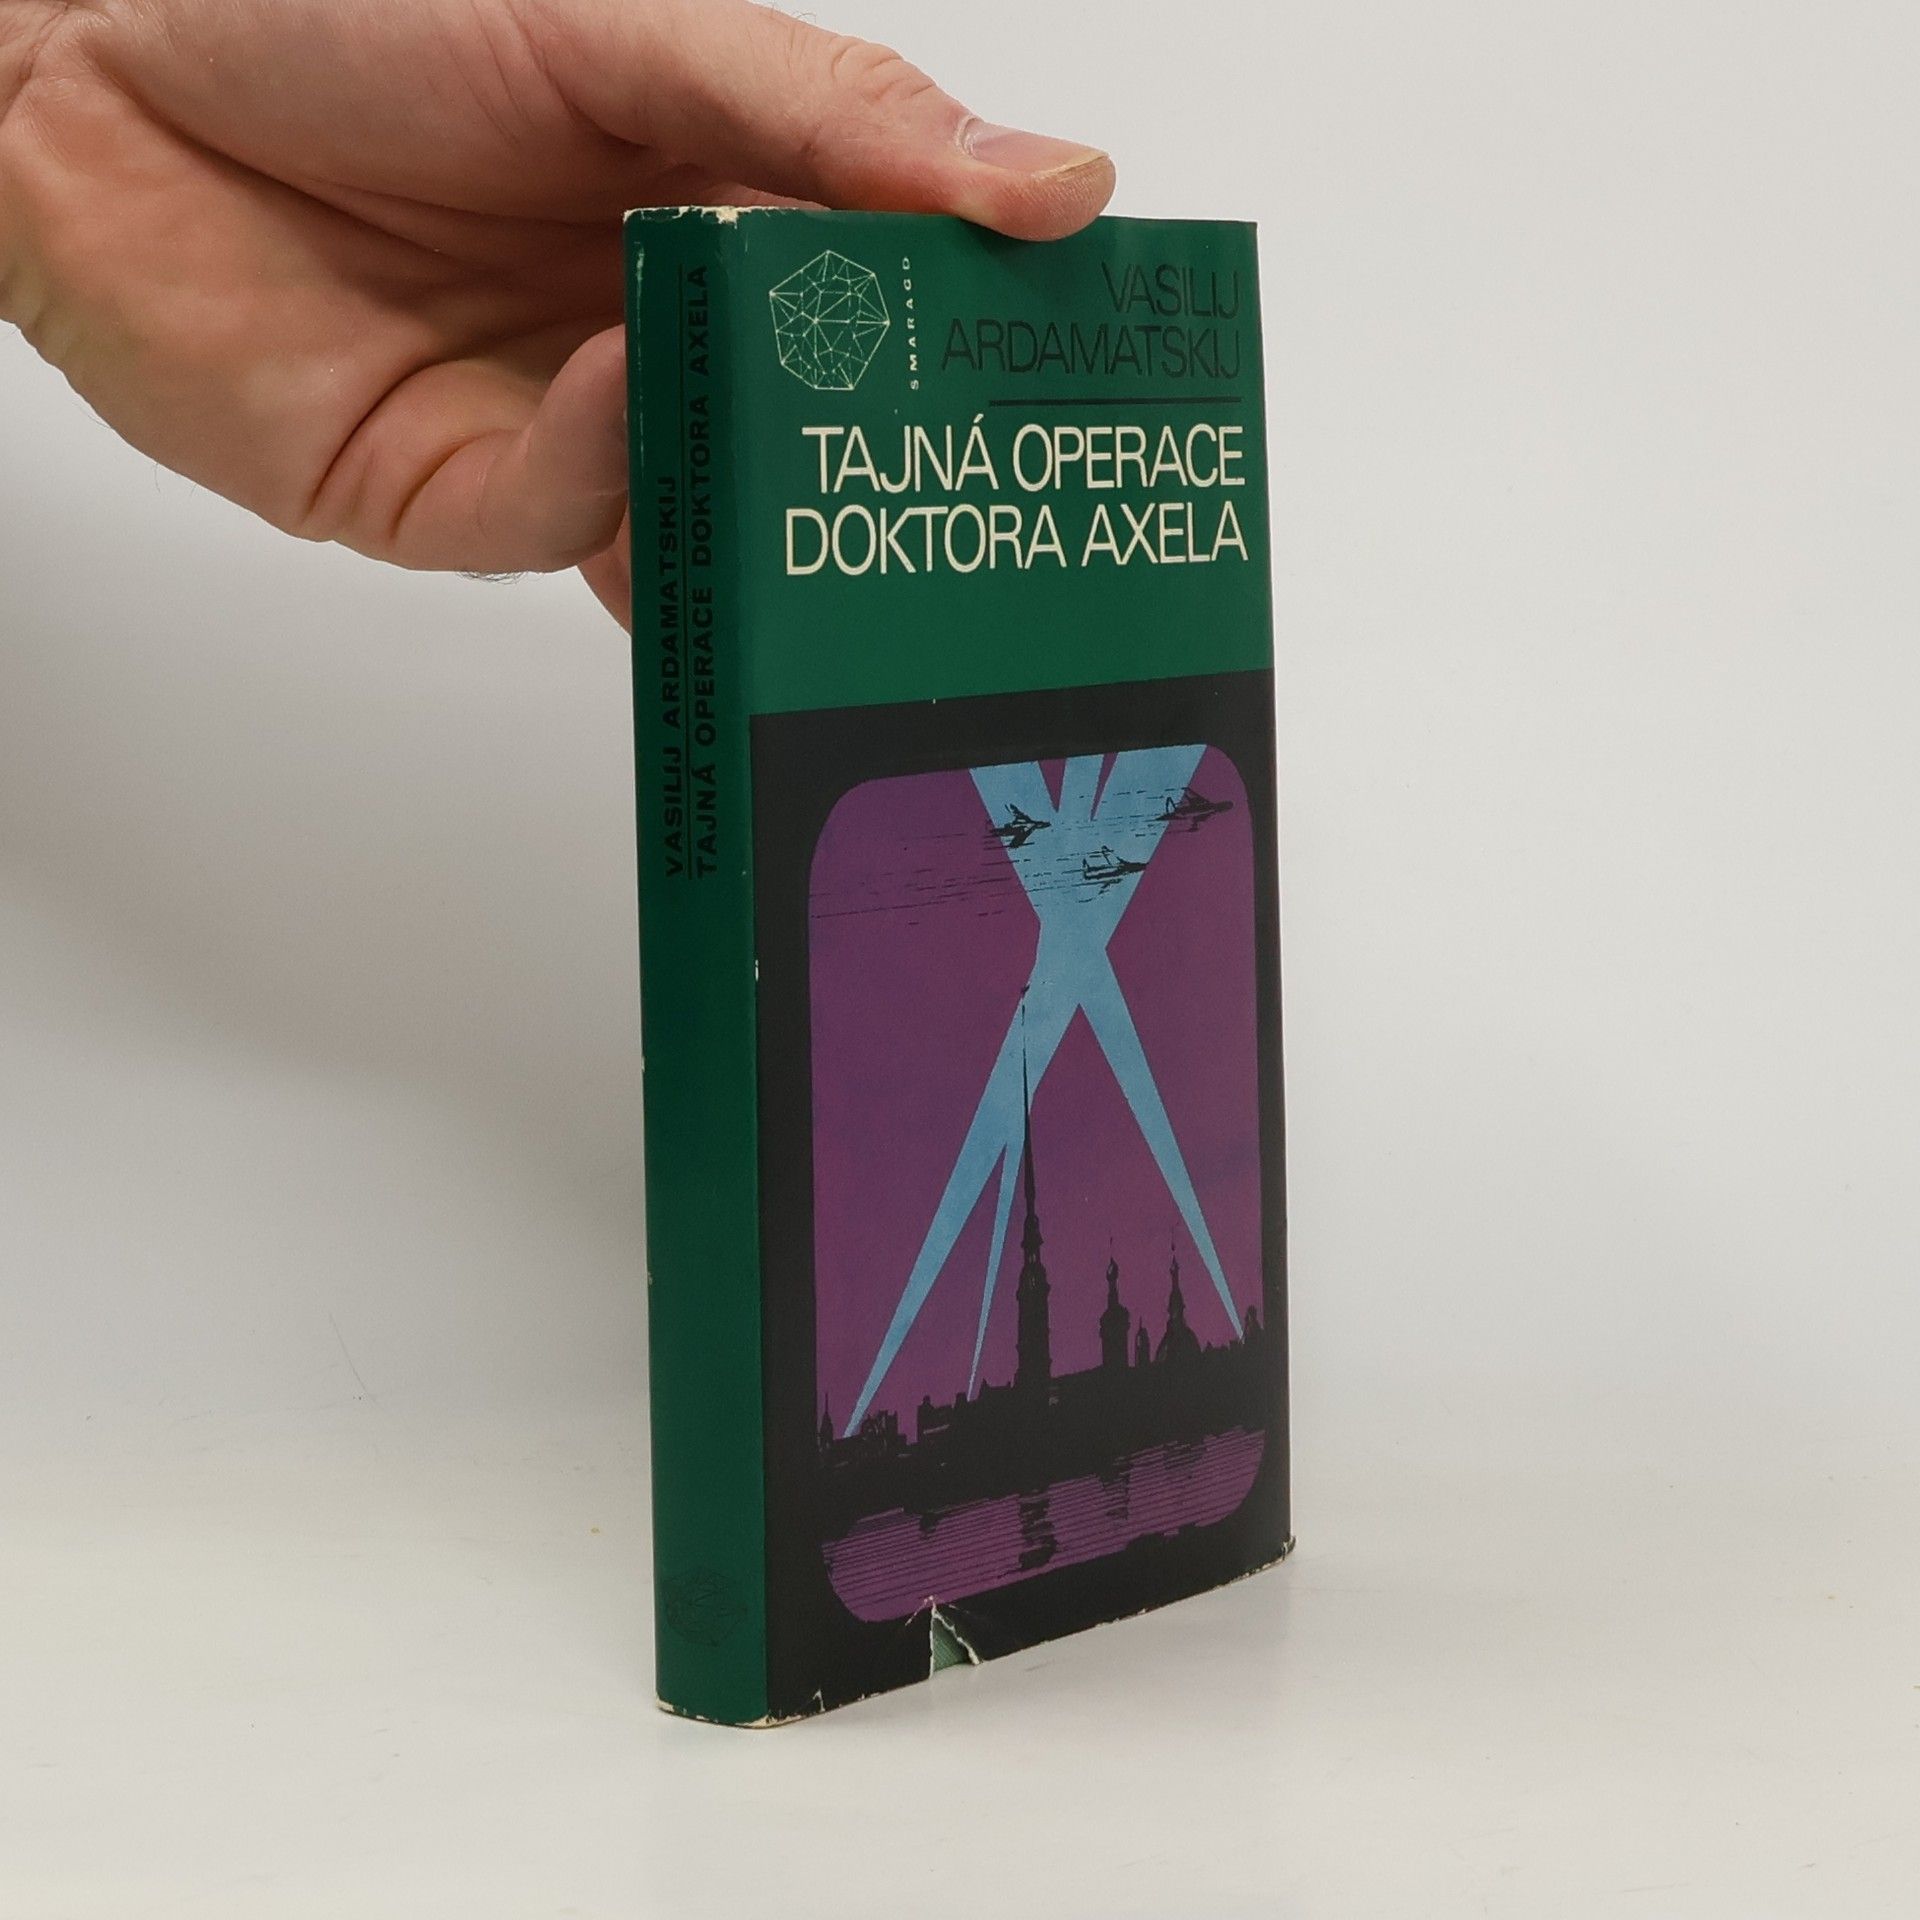 VASILIJ ARDAMATSKIJ
TAJNÁ OPERACE DOKTORA AXELA
SMARAGD
VASILIJ
ARDAMATSKIJ
TAJNÁ OPERACE
DOKTORA AXELA